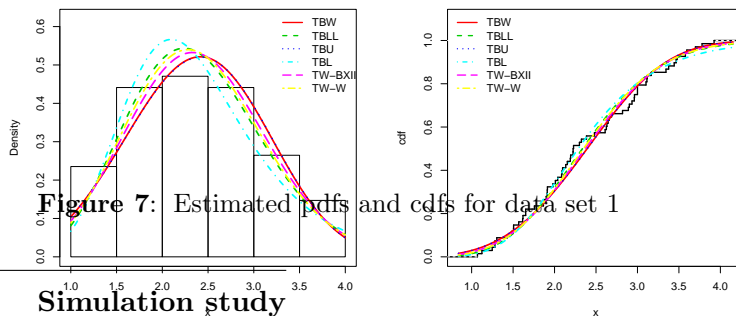 TBW
TBLL
TBU
TBL
TW−BXII
TW−W
Density
0.0
0.1
0.2
0.3
0.4
0.5
0.6
1.0 1.5 2.0 2.5 3.0 3.5 4.0
x
TBW
TBLL
TBU
TBL
TW−BXII
TW−W
cdf
0.0
0.2
0.4
0.6
0.8
1.0
1.0 1.5 2.0 2.5 3.0 3.5 4.0
x
Figure 7: Estimated pdfs and cdfs for data set 1
Simulation study